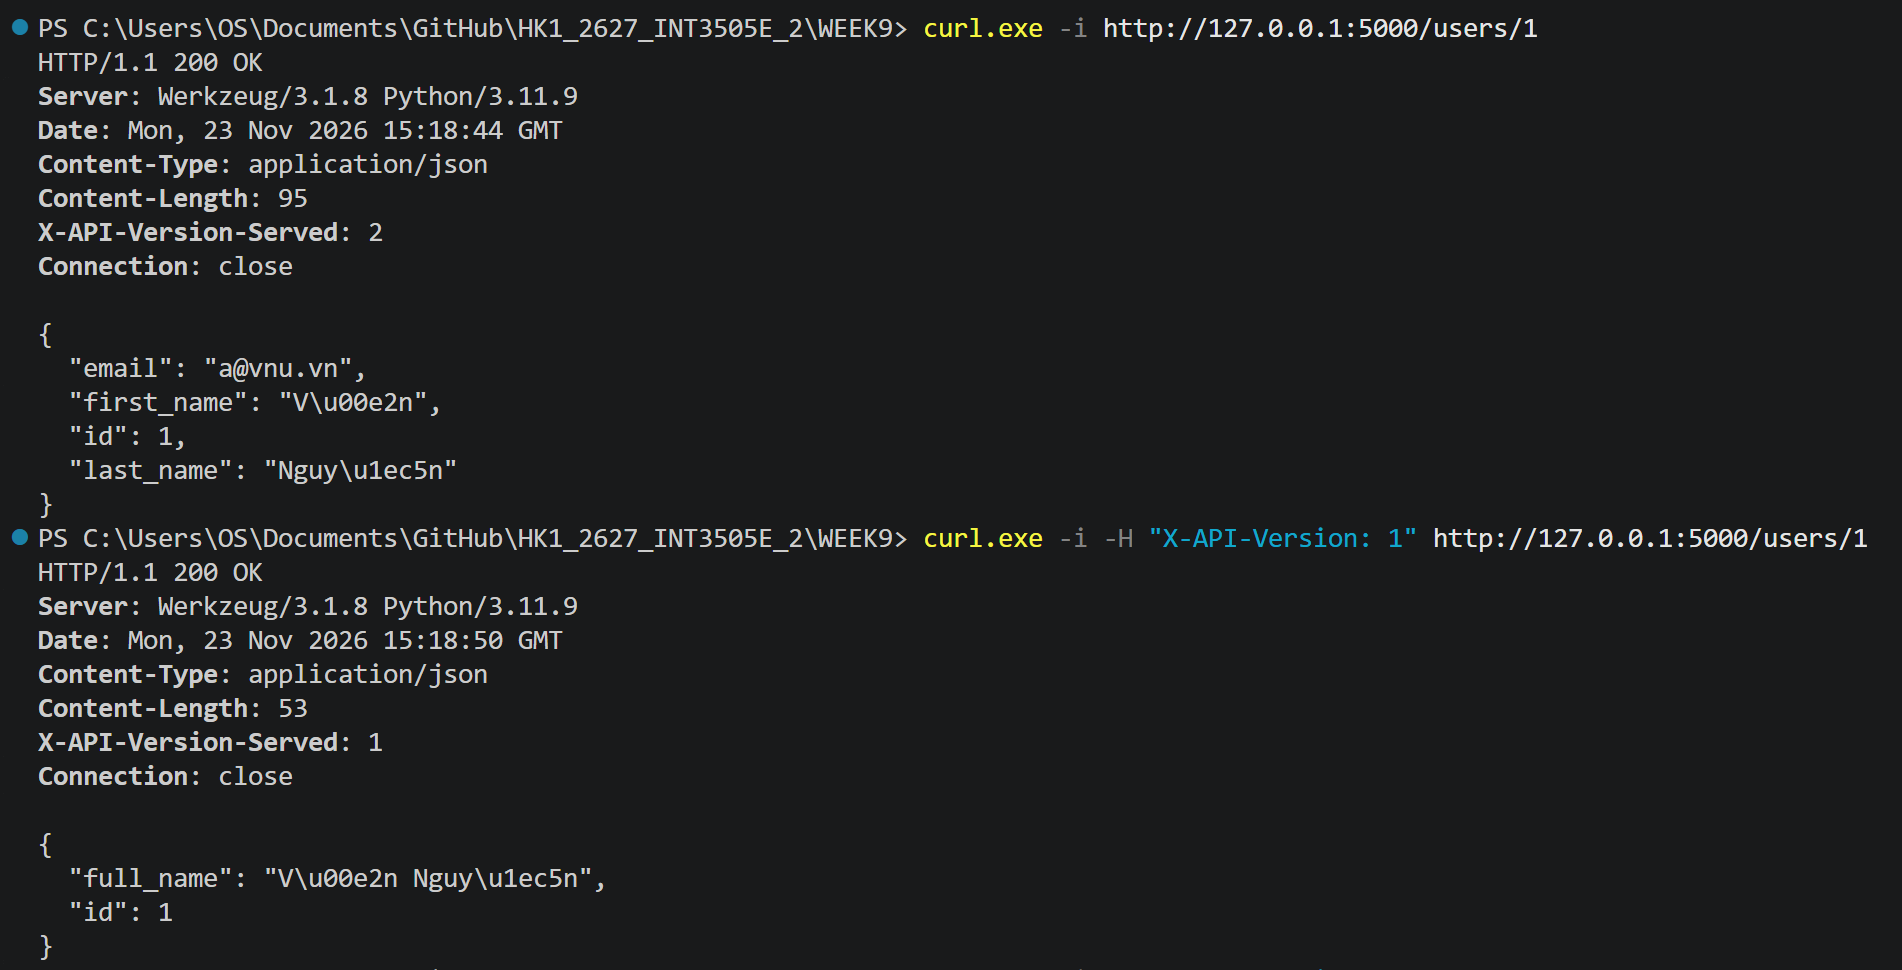 PS C:\Users\OS\Documents\GitHub\HK1_2627_INT3505E_2\WEEK9> curl.exe -i http://127.0.0.1:5000/users/1
HTTP/1.1 200 OK
Server: Werkzeug/3.1.8 Python/3.11.9
Date: Mon, 23 Nov 2026 15:18:44 GMT
Content-Type: application/json
Content-Length: 95
X-API-Version-Served: 2
Connection: close
{
  "email": "a@vnu.vn",
  "first_name": "V\u00e2n",
  "id": 1,
  "last_name": "Nguy\u1ec5n"
}
PS C:\Users\OS\Documents\GitHub\HK1_2627_INT3505E_2\WEEK9> curl.exe -i -H "X-API-Version: 1" http://127.0.0.1:5000/users/1
HTTP/1.1 200 OK
Server: Werkzeug/3.1.8 Python/3.11.9
Date: Mon, 23 Nov 2026 15:18:50 GMT
Content-Type: application/json
Content-Length: 53
X-API-Version-Served: 1
Connection: close
{
  "full_name": "V\u00e2n Nguy\u1ec5n",
  "id": 1
}